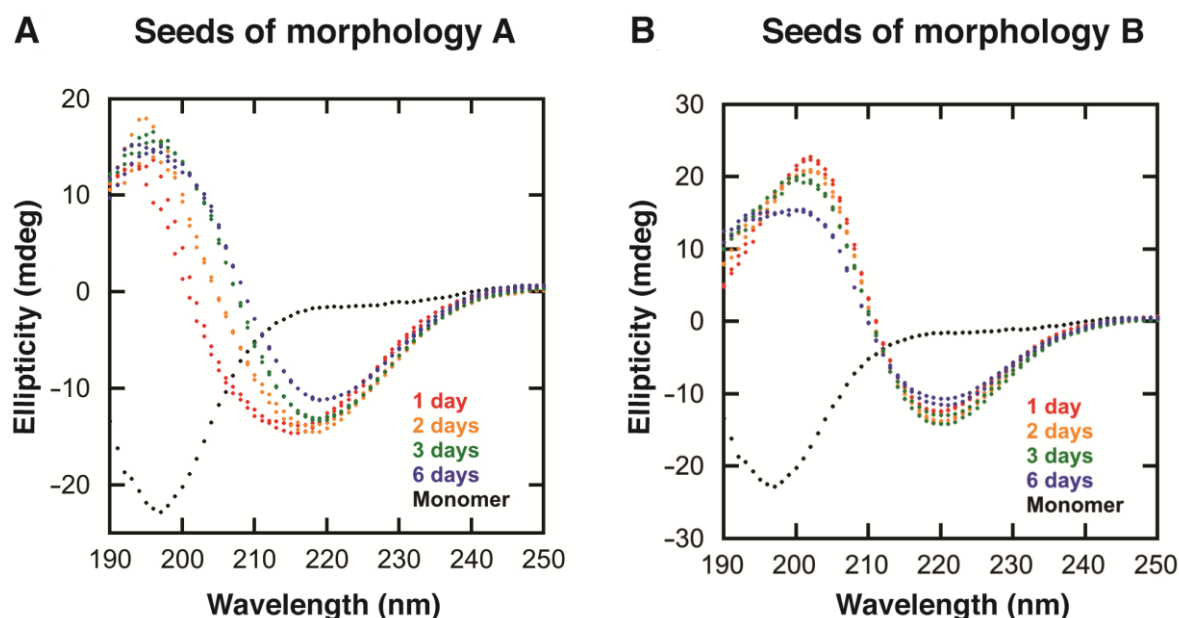 A Seeds of morphology A
20
10
0
−10
−20
Ellipticity (mdeg)
1 day
2 days
3 days
6 days
Monomer
190 200 210 220 230 240 250
Wavelength (nm)
B Seeds of morphology B
30
20
10
0
−10
−20
−30
Ellipticity (mdeg)
1 day
2 days
3 days
6 days
Monomer
190 200 210 220 230 240 250
Wavelength (nm)